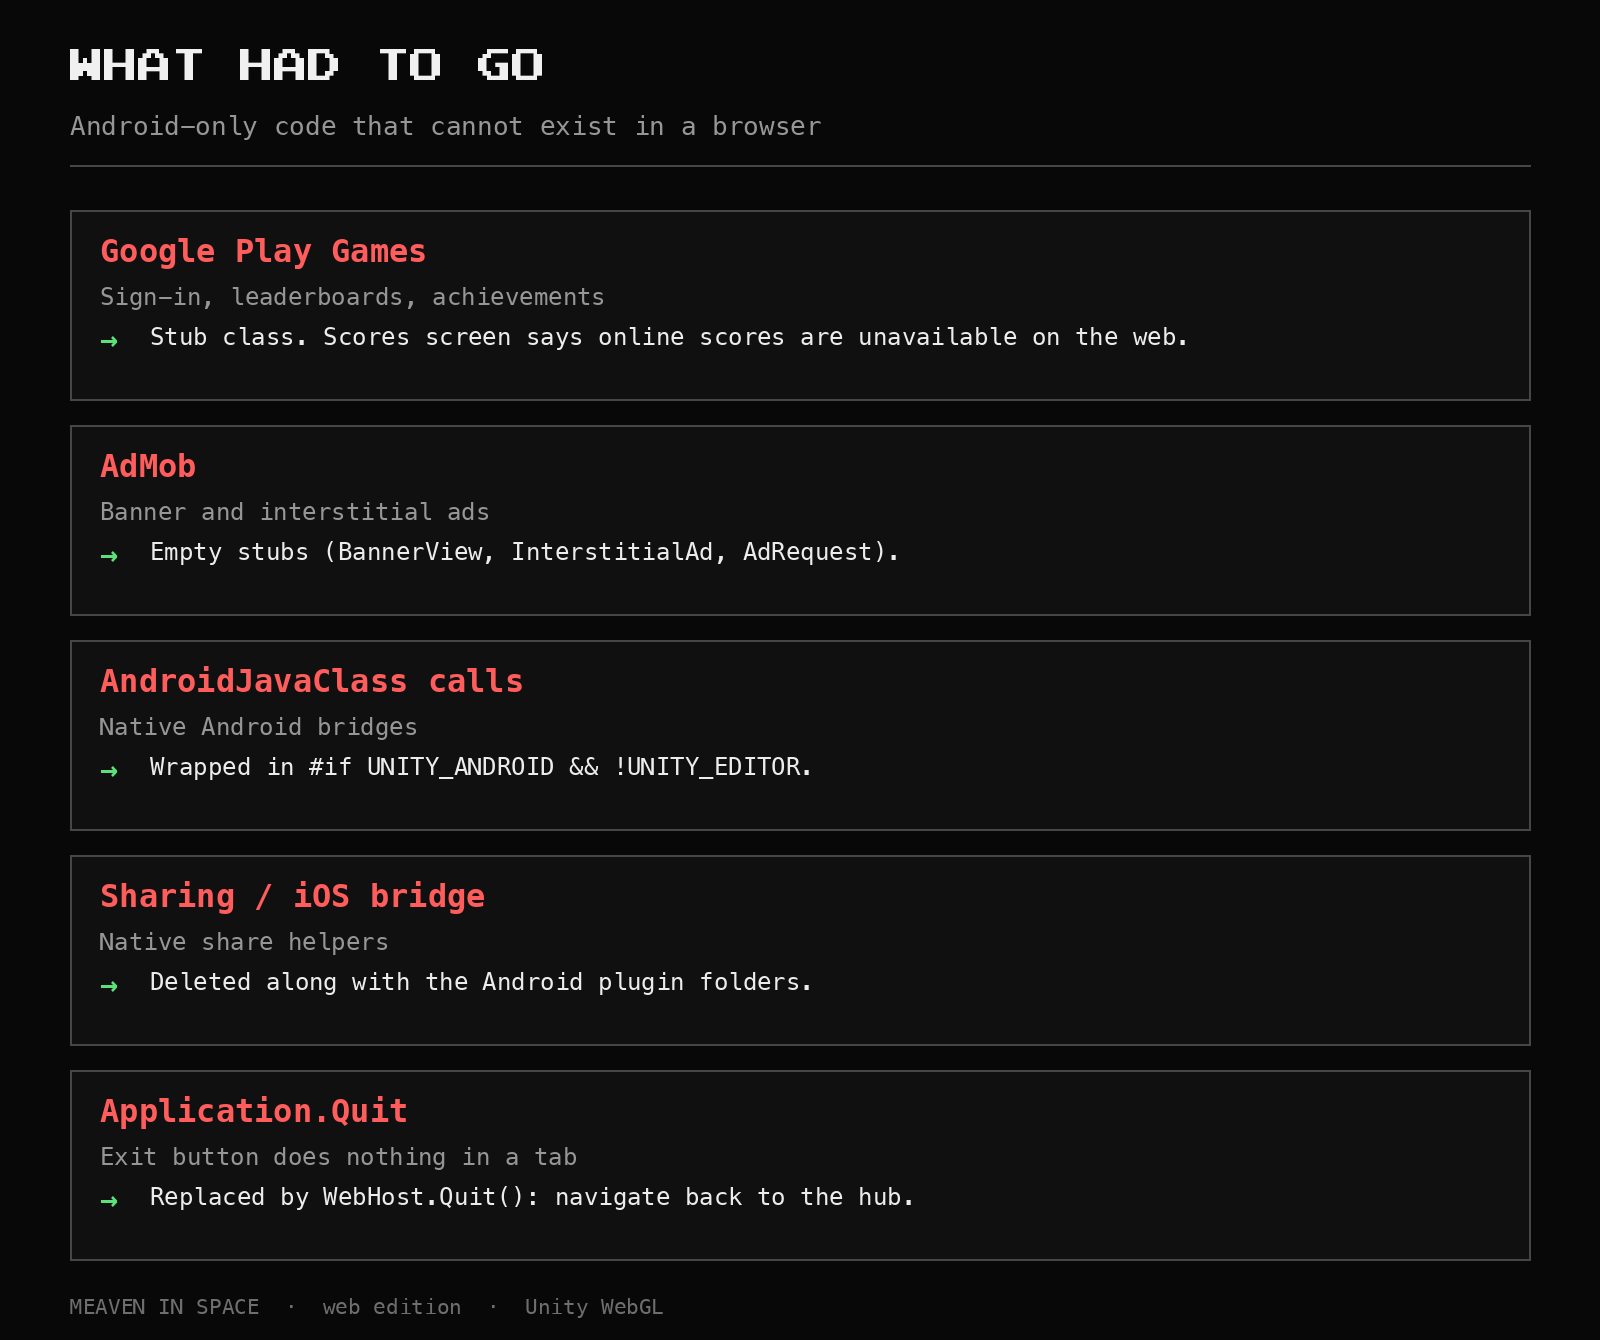 WHAT HAD TO GO
Android-only code that cannot exist in a browser
Google Play Games
Sign-in, leaderboards, achievements
→ Stub class. Scores screen says online scores are unavailable on the web.
AdMob
Banner and interstitial ads
→ Empty stubs (BannerView, InterstitialAd, AdRequest).
AndroidJavaClass calls
Native Android bridges
→ Wrapped in #if UNITY_ANDROID && !UNITY_EDITOR.
Sharing / iOS bridge
Native share helpers
→ Deleted along with the Android plugin folders.
Application.Quit
Exit button does nothing in a tab
→ Replaced by WebHost.Quit(): navigate back to the hub.
MEAVEN IN SPACE · web edition · Unity WebGL